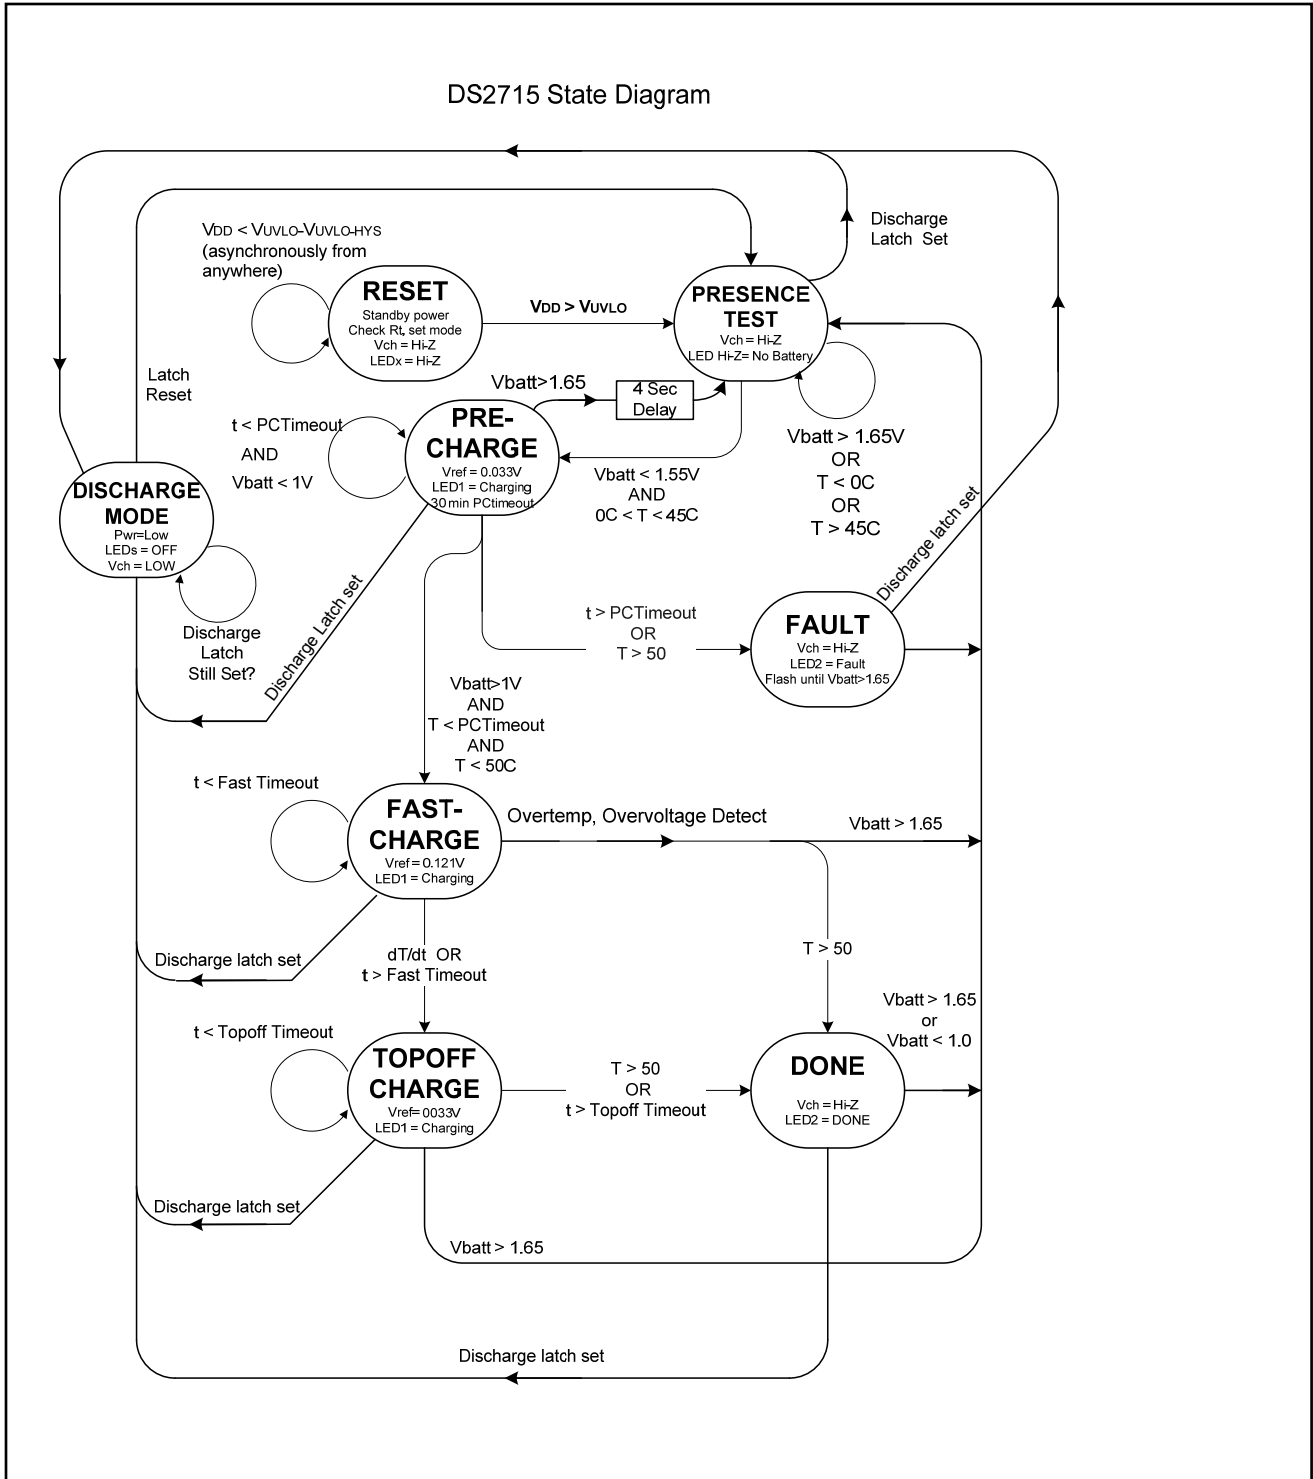 DS2715 State Diagram
VDD < VUVLO-VUVLO-HYS
(asynchronously from
anywhere)
Discharge
Latch Set
RESET
Standby power
Check Rt, set mode
Vch = Hi-Z
LEDx = Hi-Z
VDD > VUVLO
PRESENCE
TEST
Vch = Hi-Z
LED Hi-Z= No Battery
Latch
Reset
Vbatt>1.65
4 Sec
Delay
t < PCTimeout
AND
Vbatt < 1V
PRE-
CHARGE
Vref = 0.033V
LED1 = Charging
30 min PCtimeout
Vbatt < 1.55V
AND
0C < T < 45C
Vbatt > 1.65V
OR
T < 0C
OR
T > 45C
DISCHARGE
MODE
Pwr=Low
LEDs = OFF
Vch = LOW
Discharge
Latch
Still Set?
Discharge Latch set
t > PCTimeout
OR
T > 50
Discharge latch set
FAULT
Vch = Hi-Z
LED2 = Fault
Flash until Vbatt>1.65
Vbatt>1V
AND
T < PCTimeout
AND
T < 50C
t < Fast Timeout
FAST-
CHARGE
Vref = 0.121V
LED1 = Charging
Overtemp, Overvoltage Detect
Vbatt > 1.65
Discharge latch set
dT/dt OR
t > Fast Timeout
T > 50
Vbatt > 1.65
or
Vbatt < 1.0
t < Topoff Timeout
TOPOFF
CHARGE
Vref= 0033V
LED1 = Charging
T > 50
OR
t > Topoff Timeout
DONE
Vch = Hi-Z
LED2 = DONE
Discharge latch set
Vbatt > 1.65
Discharge latch set